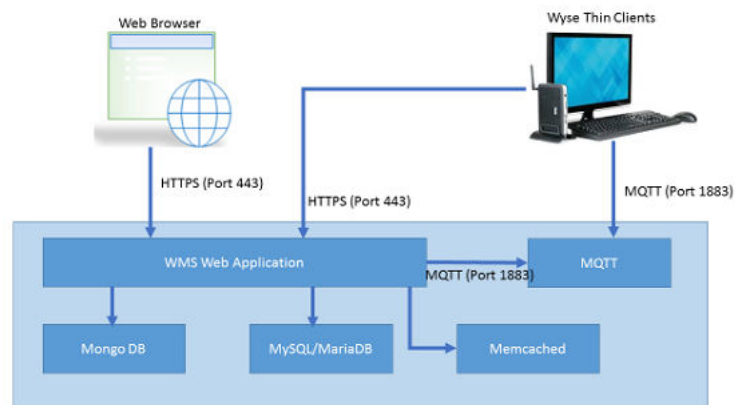 Web Browser
Wyse Thin Clients
HTTPS (Port 443)
HTTPS (Port 443)
MQTT (Port 1883)
WMS Web Application
MQTT (Port 1883)
MQTT
Mongo DB
MySQL/MariaDB
Memcached